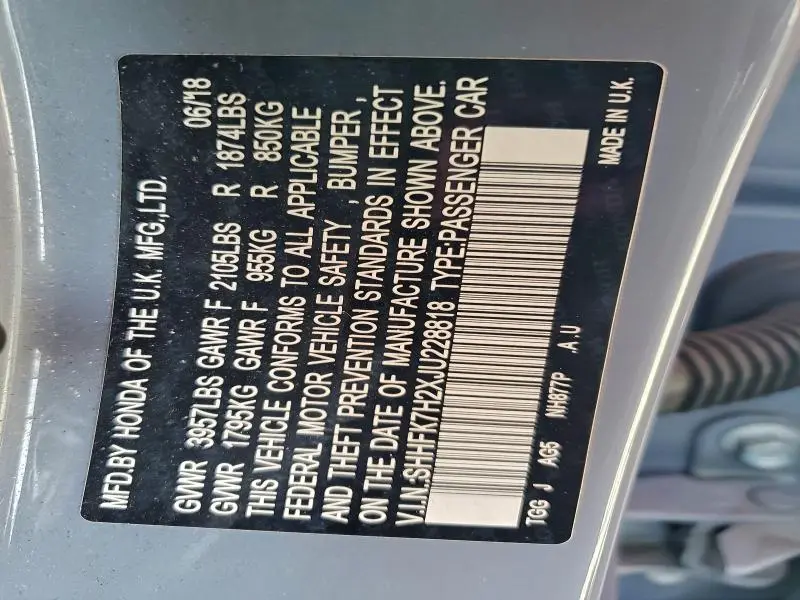 MFD.BY HONDA OF THE U.K. MFG.,LTD. 06/'18
GVWR 3957LBS GAWR F 2105LBS R 1874LBS
GVWR 1795KG GAWR F 955KG R 850KG
THIS VEHICLE CONFORMS TO ALL APPLICABLE
FEDERAL MOTOR VEHICLE SAFETY , BUMPER ,
AND THEFT PREVENTION STANDARDS IN EFFECT
ON THE DATE OF MANUFACTURE SHOWN ABOVE.
V.I.N.:SHHFK7H2XJU228818 TYPE:PASSENGER CAR
TGG J AG5 NH877P .A.U MADE IN U.K.